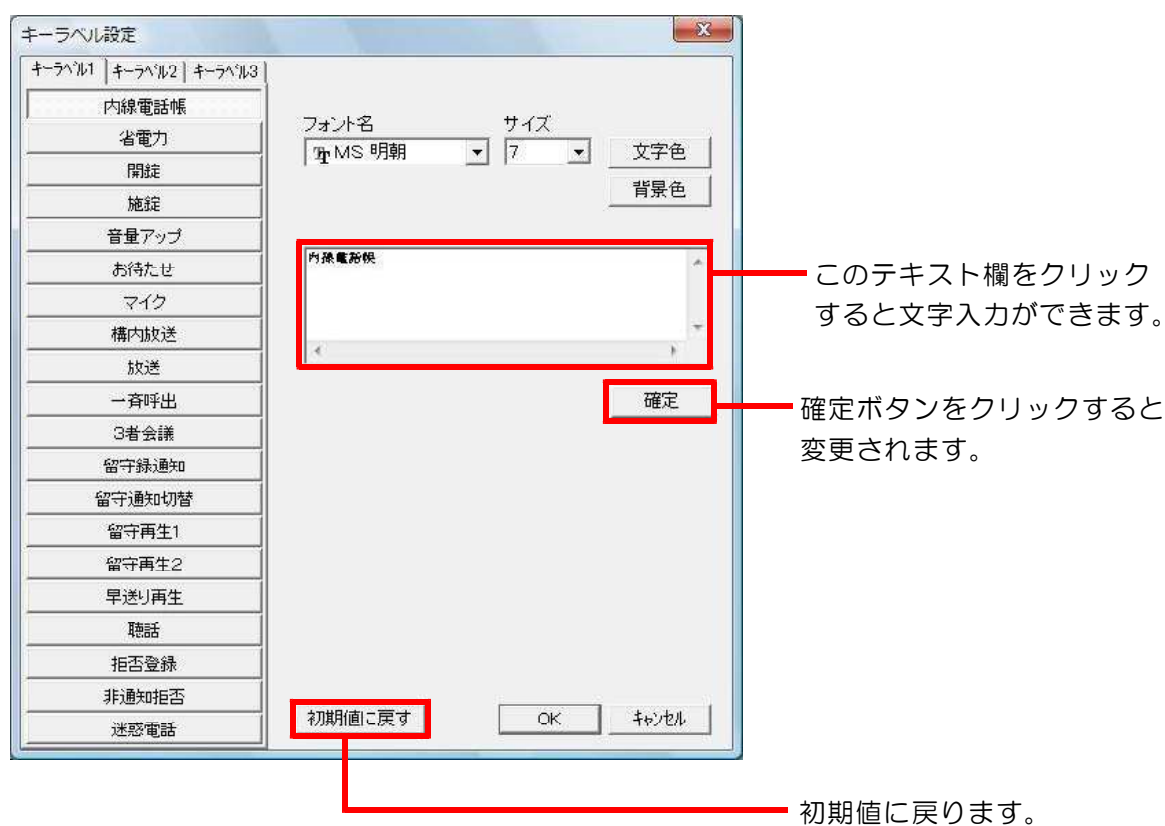 キーラベル設定
キーラベル1 キーラベル2 キーラベル3
内線電話帳
省電力
開錠
施錠
音量アップ
お待たせ
マイク
構内放送
放送
一斉呼出
3者会議
留守録通知
留守通知切替
留守再生1
留守再生2
早送り再生
聴話
拒否登録
非通知拒否
迷惑電話
フォント名 サイズ
MS 明朝 7 文字色
背景色
内線電話帳
確定
初期値に戻す OK キャンセル
このテキスト欄をクリック
すると文字入力ができます。
確定ボタンをクリックすると
変更されます。
初期値に戻ります。